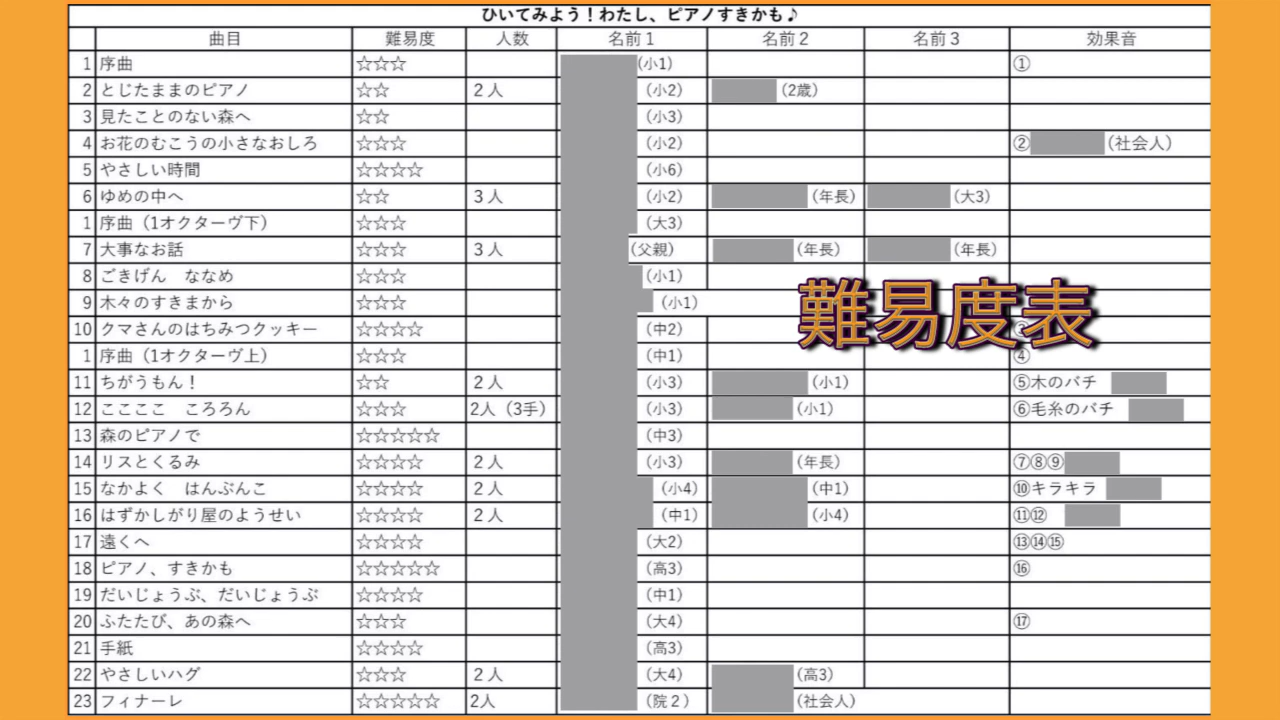 ひいてみよう！わたし、ピアノすきかも♪
曲目 難易度 人数 名前１ 名前２ 名前３ 効果音
1 序曲 ☆☆☆ (小1) ①
2 とじたままのピアノ ☆☆ ２人 (小2) (2歳)
3 見たことのない森へ ☆☆ (小3)
4 お花のむこうの小さなおしろ ☆☆☆ (小2) ② (社会人)
5 やさしい時間 ☆☆☆☆ (小6)
6 ゆめの中へ ☆☆ ３人 (小2) (年長) (大3)
1 序曲（1オクターヴ下） ☆☆☆ (大3)
7 大事なお話 ☆☆☆ ３人 (父親) (年長) (年長)
8 ごきげん　ななめ ☆☆☆ (小1)
9 木々のすきまから ☆☆☆ (小1)
難易度表
10 クマさんのはちみつクッキー ☆☆☆☆ (中2)
1 序曲（1オクターヴ上） ☆☆☆ (中1) ④
11 ちがうもん！ ☆☆ ２人 (小3) (小1) ⑤木のバチ
12 ここここ　ころろん ☆☆☆ 2人（3手） (小3) (小1) ⑥毛糸のバチ
13 森のピアノで ☆☆☆☆☆ (中3)
14 リスとくるみ ☆☆☆☆ ２人 (小3) (年長) ⑦⑧⑨
15 なかよく　はんぶんこ ☆☆☆☆ ２人 (小4) (中1) ⑩キラキラ
16 はずかしがり屋のようせい ☆☆☆☆ ２人 (中1) (小4) ⑪⑫
17 遠くへ ☆☆☆☆ (大2) ⑬⑭⑮
18 ピアノ、すきかも ☆☆☆☆☆ (高3) ⑯
19 だいじょうぶ、だいじょうぶ ☆☆☆☆ (中1)
20 ふたたび、あの森へ ☆☆☆ (大4) ⑰
21 手紙 ☆☆☆☆ (高3)
22 やさしいハグ ☆☆☆ ２人 (大4) (高3)
23 フィナーレ ☆☆☆☆☆ 2人 (院２) (社会人)